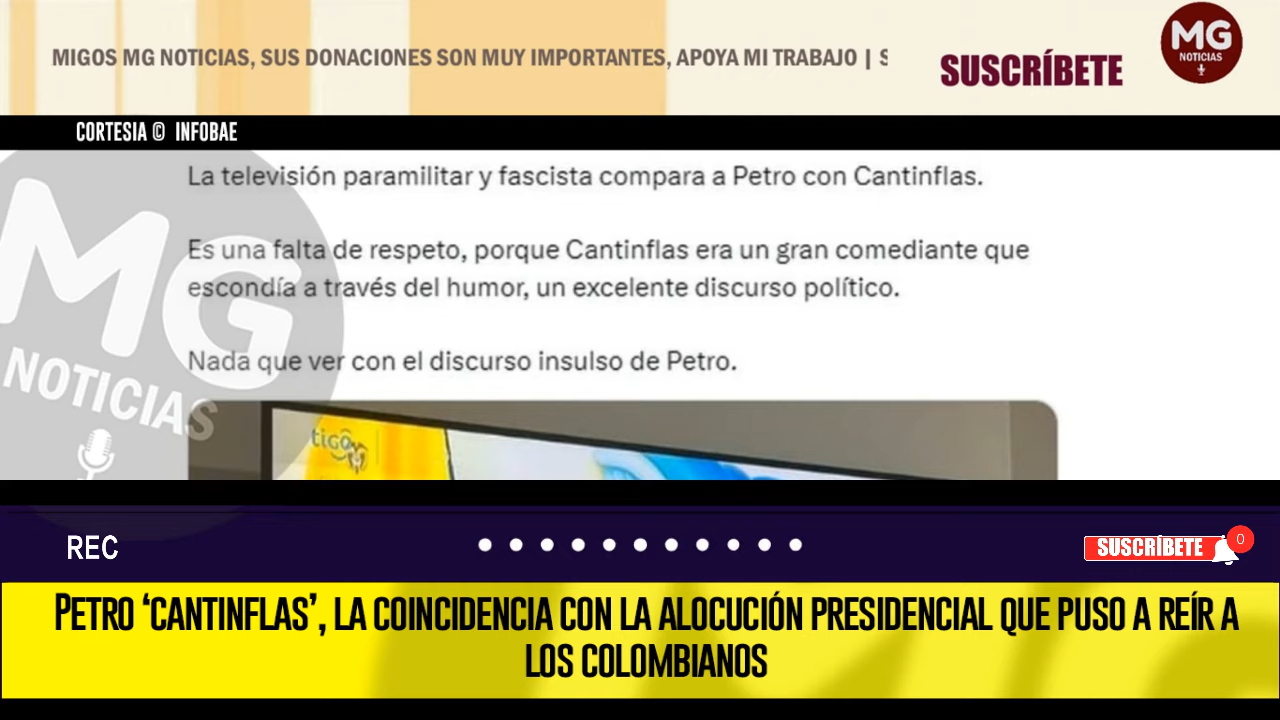 MIGOS MG NOTICIAS, SUS DONACIONES SON MUY IMPORTANTES, APOYA MI TRABAJO | S
SUSCRÍBETE
MG
NOTICIAS
CORTESIA © INFOBAE
La televisión paramilitar y fascista compara a Petro con Cantinflas.
Es una falta de respeto, porque Cantinflas era un gran comediante que
escondía a través del humor, un excelente discurso político.
Nada que ver con el discurso insulso de Petro.
MG
NOTICIAS
tigo
REC
SUSCRÍBETE
0
PETRO ‘CANTINFLAS’, LA COINCIDENCIA CON LA ALOCUCIÓN PRESIDENCIAL QUE PUSO A REÍR A
LOS COLOMBIANOS